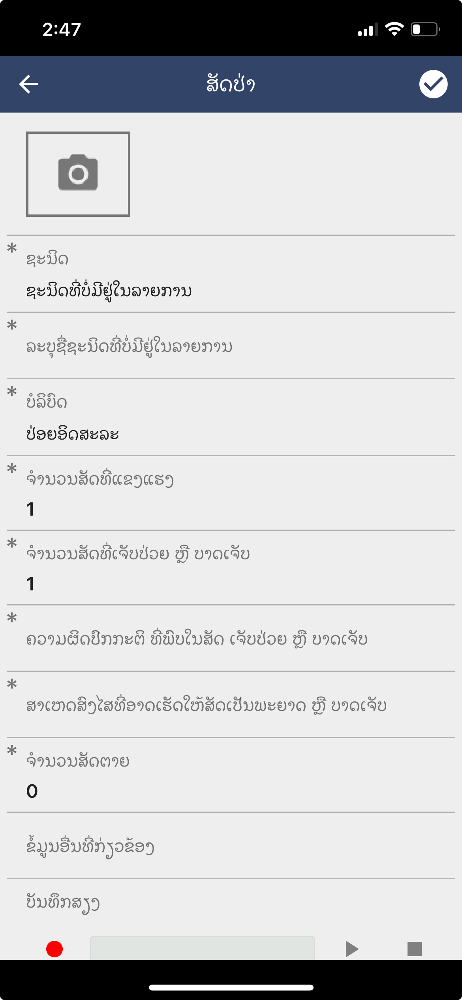 2:47
ສັດປ່າ
* ຊະນິດ
ຊະນິດທີ່ບໍ່ມີຢູ່ໃນລາຍການ
* ລະບຸຊື່ຊະນິດທີ່ບໍ່ມີຢູ່ໃນລາຍການ
* ບໍລິບົດ
ປ່ອຍອິດສະລະ
* ຈຳນວນສັດທີ່ແຂງແຮງ
1
* ຈຳນວນສັດທີ່ເຈັບປ່ວຍ ຫຼື ບາດເຈັບ
1
* ຄວາມຜິດປົກກະຕິ ທີ່ພົບໃນສັດ ເຈັບປ່ວຍ ຫຼື ບາດເຈັບ
* ສາເຫດສົງໄສທີ່ອາດເຮັດໃຫ້ສັດເປັນພະຍາດ ຫຼື ບາດເຈັບ
* ຈຳນວນສັດຕາຍ
0
ຂໍ້ມູນອື່ນທີ່ກ່ຽວຂ້ອງ
ບັນທຶກສຽງ